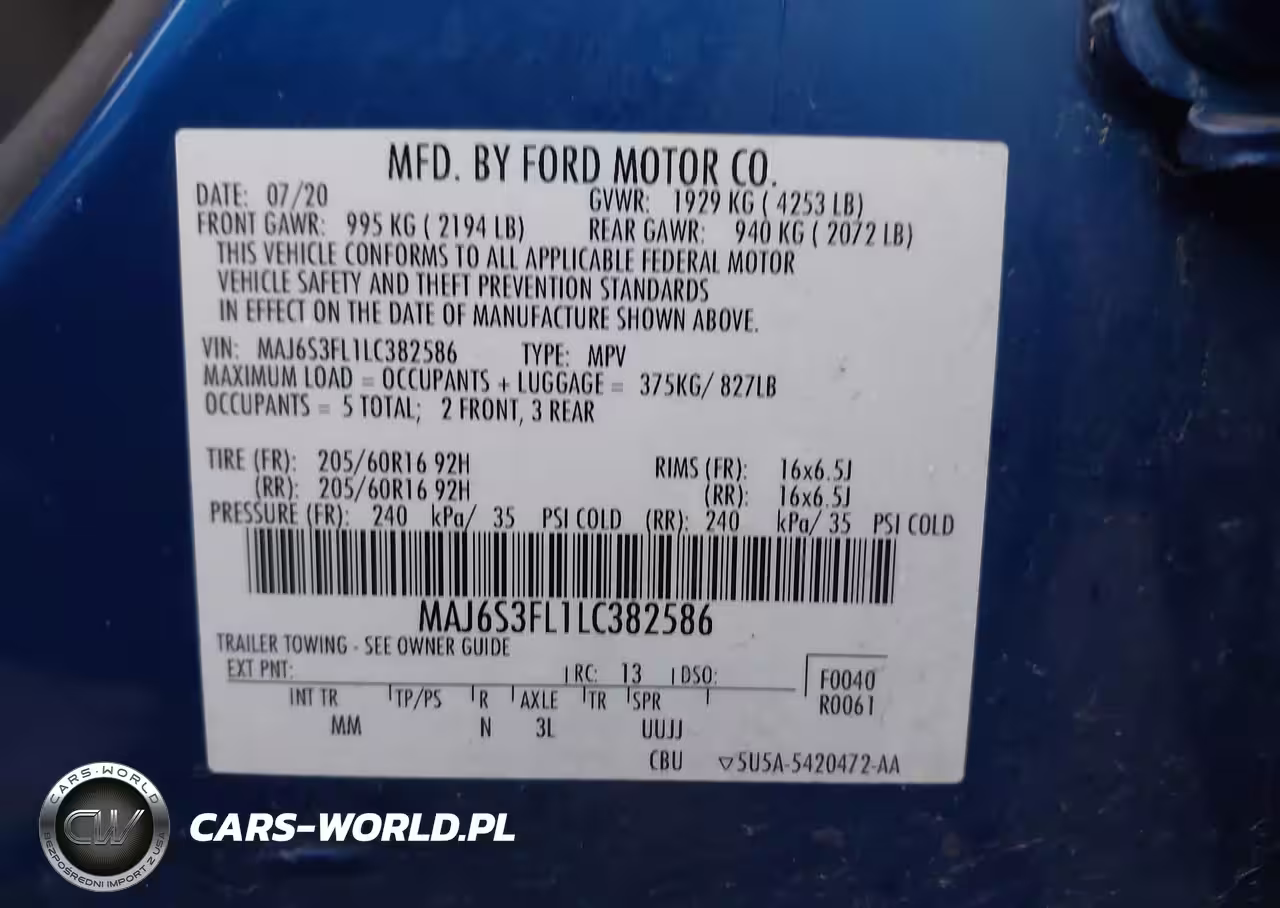 MFD. BY FORD MOTOR CO.
DATE: 07/20 GVWR: 1929 KG ( 4253 LB)
FRONT GAWR: 995 KG ( 2194 LB) REAR GAWR: 940 KG ( 2072 LB)
THIS VEHICLE CONFORMS TO ALL APPLICABLE FEDERAL MOTOR
VEHICLE SAFETY AND THEFT PREVENTION STANDARDS
IN EFFECT ON THE DATE OF MANUFACTURE SHOWN ABOVE.
VIN: MAJ6S3FL1LC382586 TYPE: MPV
MAXIMUM LOAD = OCCUPANTS + LUGGAGE = 375KG/ 827LB
OCCUPANTS = 5 TOTAL; 2 FRONT, 3 REAR
TIRE (FR): 205/60R16 92H RIMS (FR): 16x6.5J
(RR): 205/60R16 92H (RR): 16x6.5J
PRESSURE (FR): 240 kPa/ 35 PSI COLD (RR): 240 kPa/ 35 PSI COLD
MAJ6S3FL1LC382586
TRAILER TOWING - SEE OWNER GUIDE
EXT PNT: RC: 13 DSO: F0040
INT TR TP/PS R AXLE TR SPR R0061
MM N 3L UUJJ
CBU 5U5A-5420472-AA
CARS-WORLD
CW
BEZPOŚREDNI IMPORT Z USA
CARS-WORLD.PL